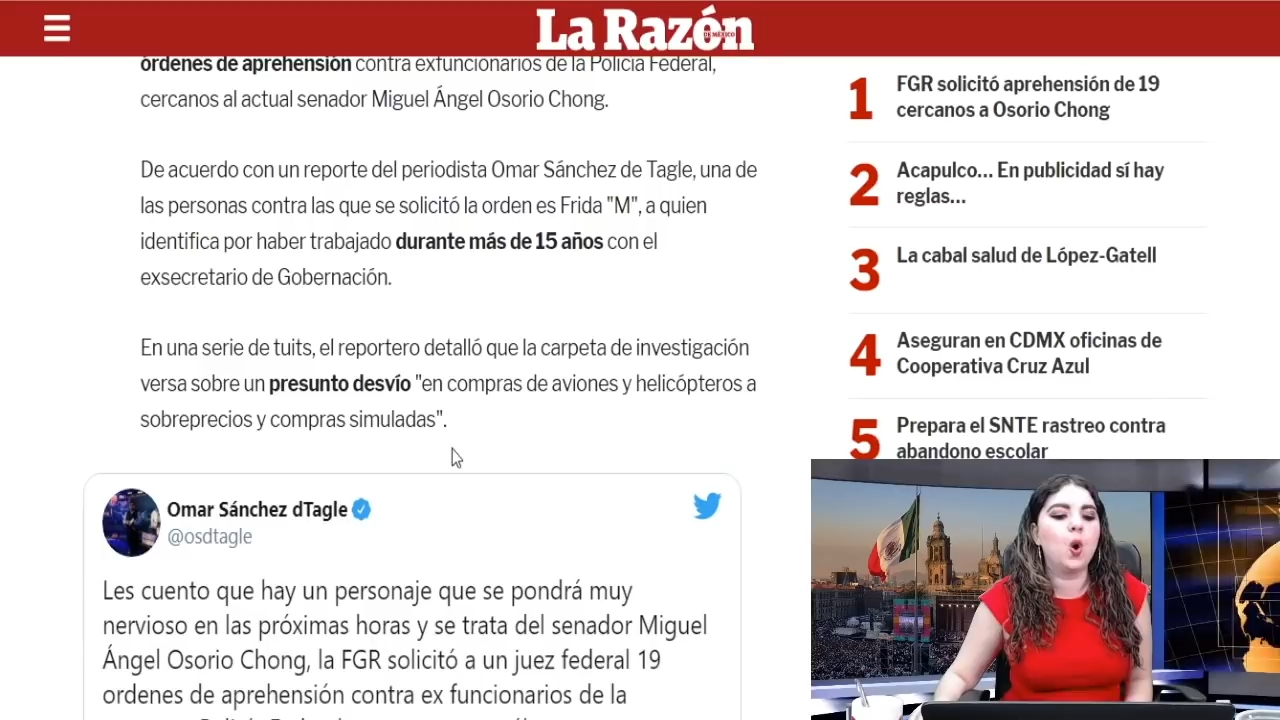 La Razón
DE MÉXICO
órdenes de aprehensión contra exfuncionarios de la Policía Federal,
cercanos al actual senador Miguel Ángel Osorio Chong.
De acuerdo con un reporte del periodista Omar Sánchez de Tagle, una de
las personas contra las que se solicitó la orden es Frida "M", a quien
identifica por haber trabajado durante más de 15 años con el
exsecretario de Gobernación.
En una serie de tuits, el reportero detalló que la carpeta de investigación
versa sobre un presunto desvío "en compras de aviones y helicópteros a
sobreprecios y compras simuladas".
Omar Sánchez dTagle
@osdtagle
Les cuento que hay un personaje que se pondrá muy
nervioso en las próximas horas y se trata del senador Miguel
Ángel Osorio Chong, la FGR solicitó a un juez federal 19
ordenes de aprehensión contra ex funcionarios de la
1 FGR solicitó aprehensión de 19
cercanos a Osorio Chong
2 Acapulco... En publicidad sí hay
reglas...
3 La cabal salud de López-Gatell
4 Aseguran en CDMX oficinas de
Cooperativa Cruz Azul
5 Prepara el SNTE rastreo contra
abandono escolar